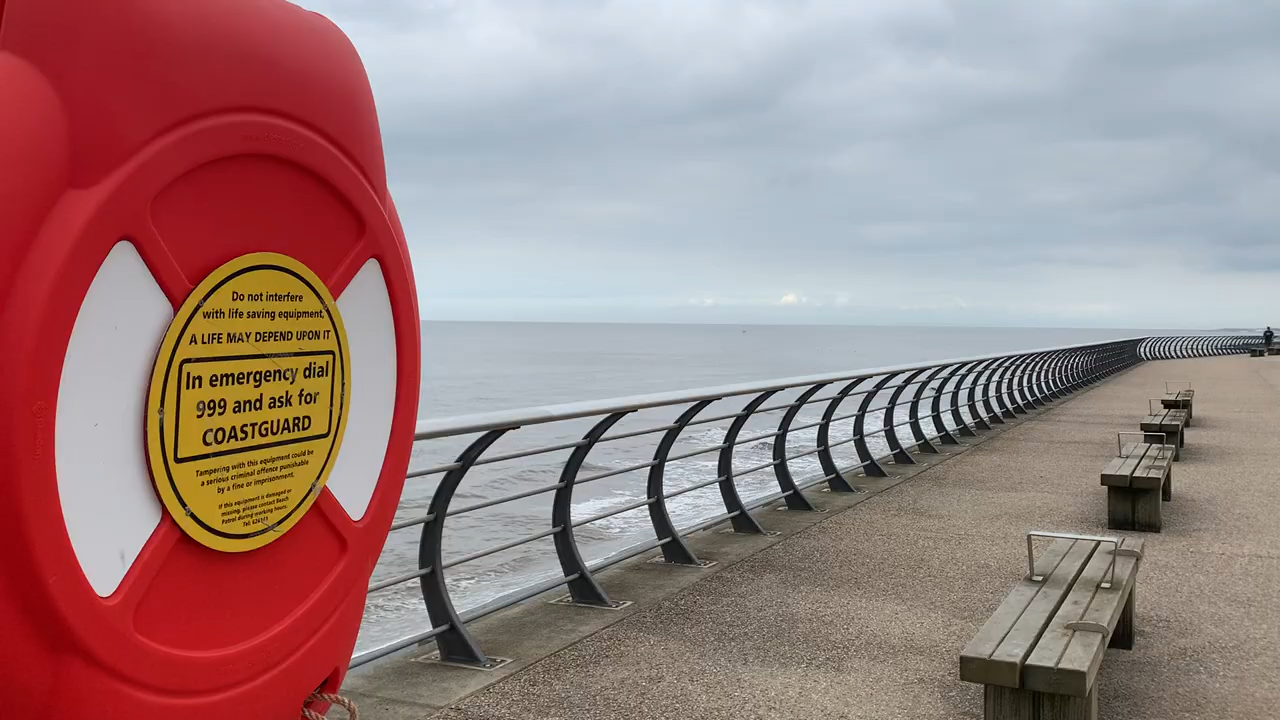 Do not interfere
with life saving equipment,
A LIFE MAY DEPEND UPON IT
In emergency dial
999 and ask for
COASTGUARD
Tampering with this equipment could be
a serious criminal offence punishable
by a fine or imprisonment.
If this equipment is damaged or
missing, please contact Beach
Patrol during working hours.
Tel: